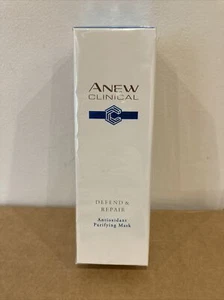 ANEW
CLINICAL
C
DEFEND &
REPAIR
Antioxidant
Purifying Mask